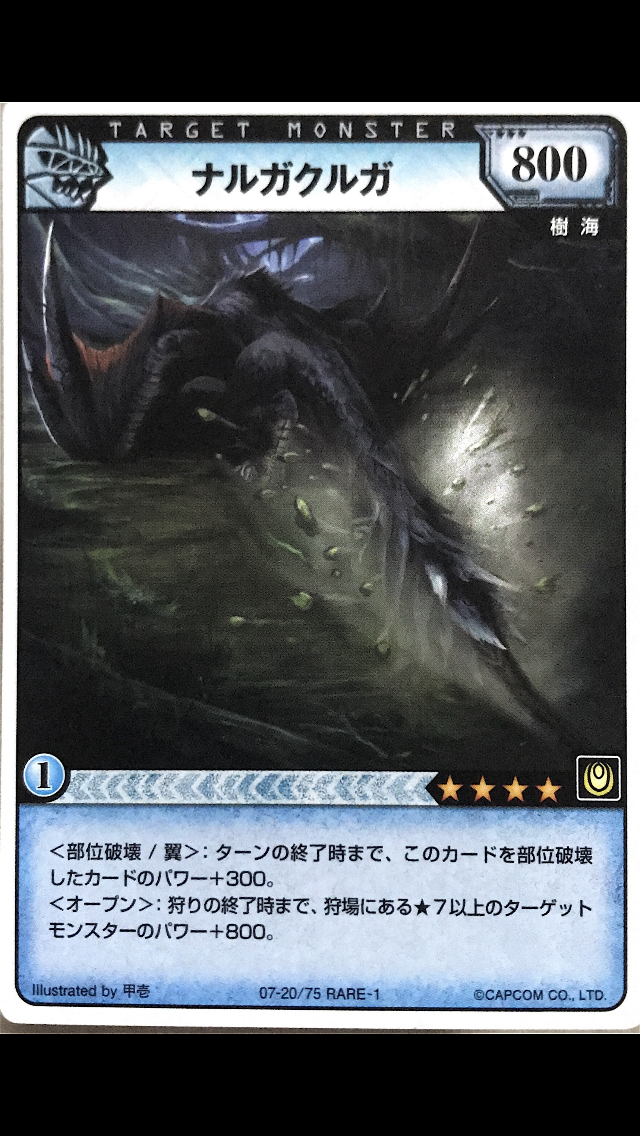 TARGET MONSTER
ナルガクルガ
800
樹海
1
★★★★
<部位破壊 / 翼>: ターンの終了時まで、このカードを部位破壊
したカードのパワー+300。
<オープン>: 狩りの終了時まで、狩場にある★7以上のターゲット
モンスターのパワー+800。
Illustrated by 甲壱
07-20/75 RARE-1
©CAPCOM CO., LTD.